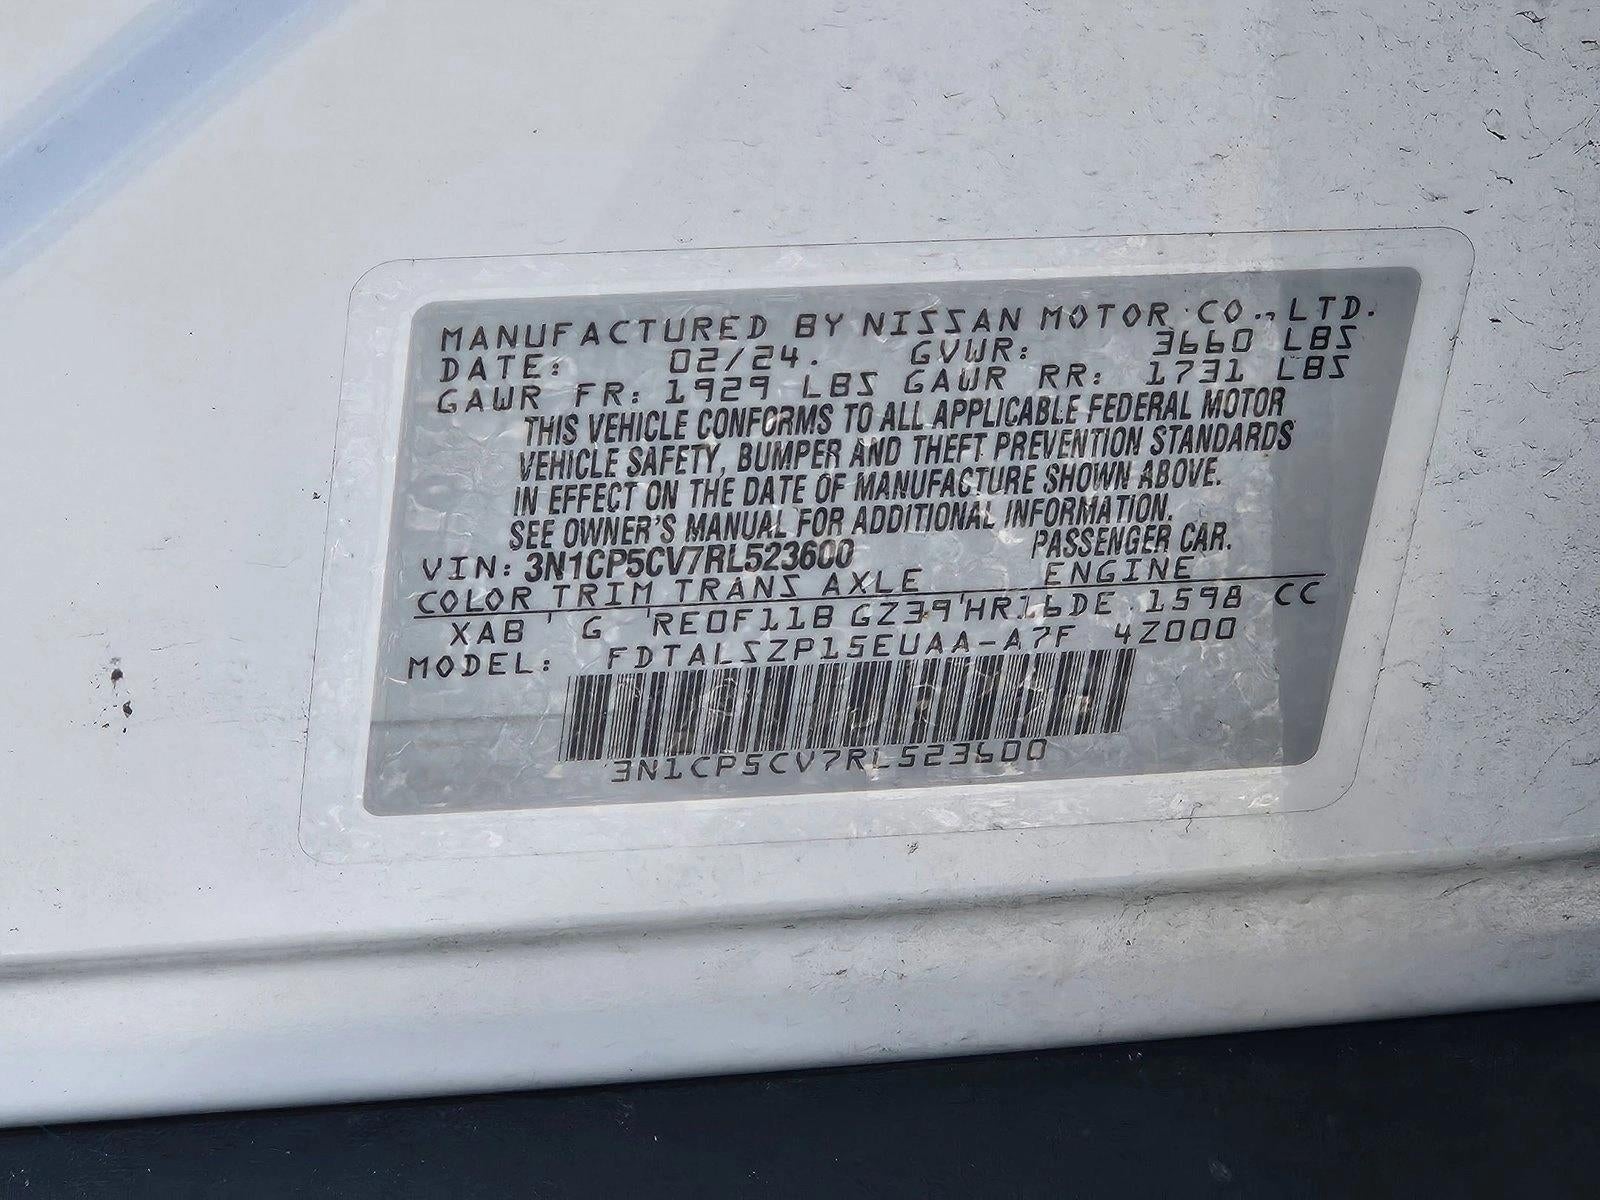 MANUFACTURED BY NISSAN MOTOR CO., LTD.
DATE: 02/24. GVWR: 3660 LBS
GAWR FR: 1929 LBS GAWR RR: 1731 LBS
THIS VEHICLE CONFORMS TO ALL APPLICABLE FEDERAL MOTOR
VEHICLE SAFETY, BUMPER AND THEFT PREVENTION STANDARDS
IN EFFECT ON THE DATE OF MANUFACTURE SHOWN ABOVE.
SEE OWNER'S MANUAL FOR ADDITIONAL INFORMATION.
VIN: 3N1CP5CV7RL523600 PASSENGER CAR.
COLOR TRIM TRANS AXLE ENGINE
XAB ' G 'RE0F11B GZ39'HR16DE 1598 CC
MODEL: FDTALSZP15EUAA-A7F 4Z000
3N1CP5CV7RL523600